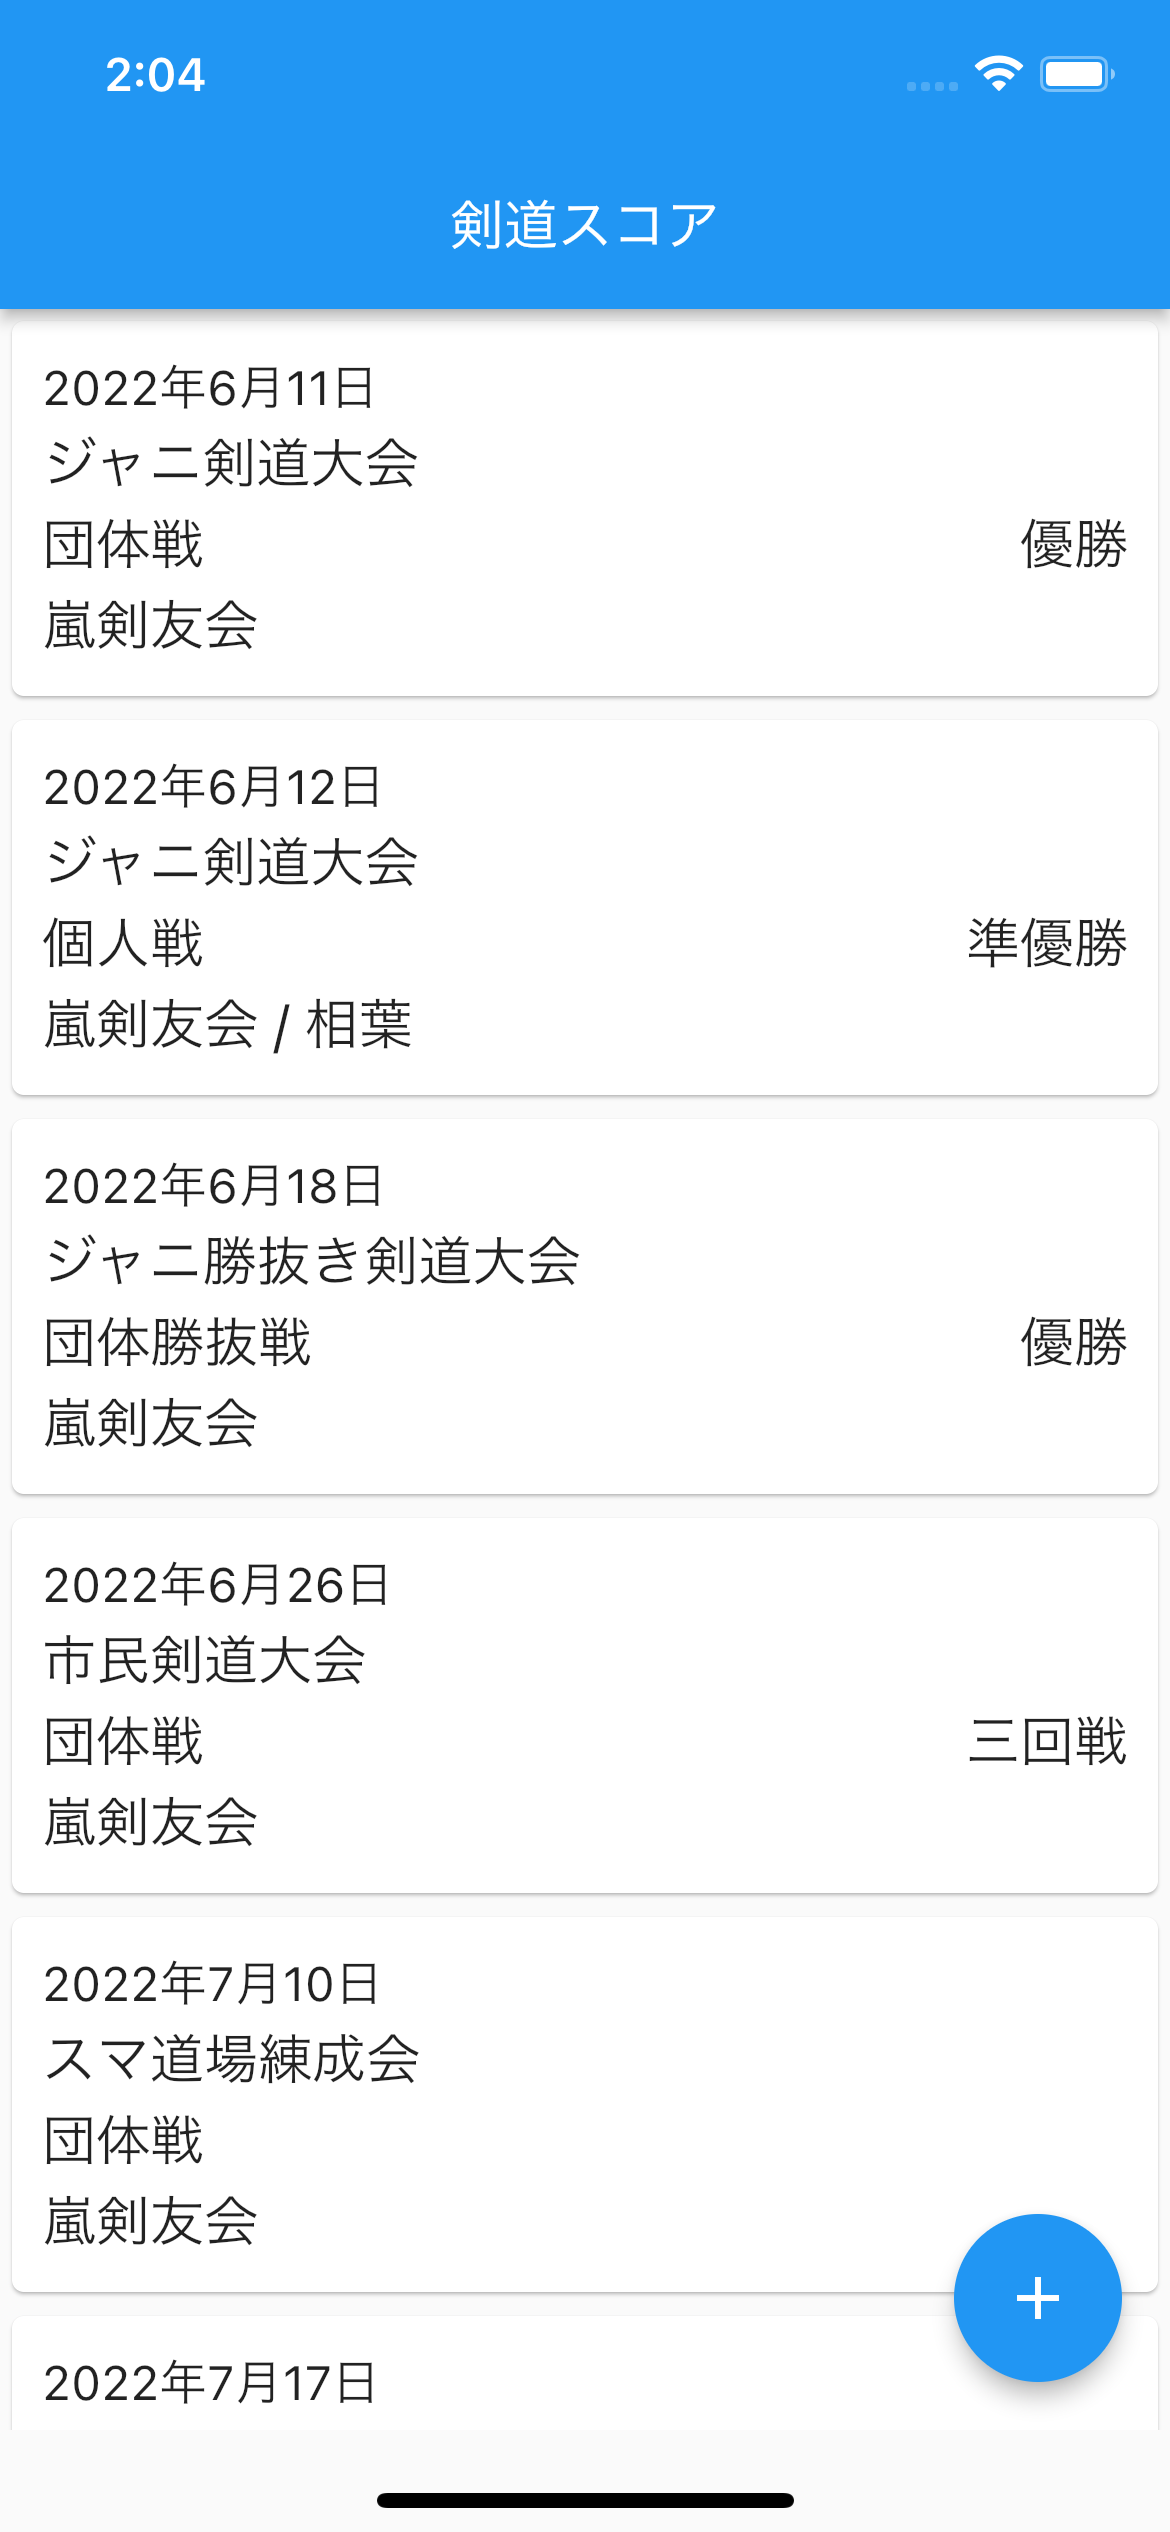 2:04
剣道スコア
2022年6月11日
ジャニ剣道大会
団体戦 優勝
嵐剣友会
2022年6月12日
ジャニ剣道大会
個人戦 準優勝
嵐剣友会 / 相葉
2022年6月18日
ジャニ勝抜き剣道大会
団体勝抜戦 優勝
嵐剣友会
2022年6月26日
市民剣道大会
団体戦 三回戦
嵐剣友会
2022年7月10日
スマ道場練成会
団体戦
嵐剣友会
2022年7月17日